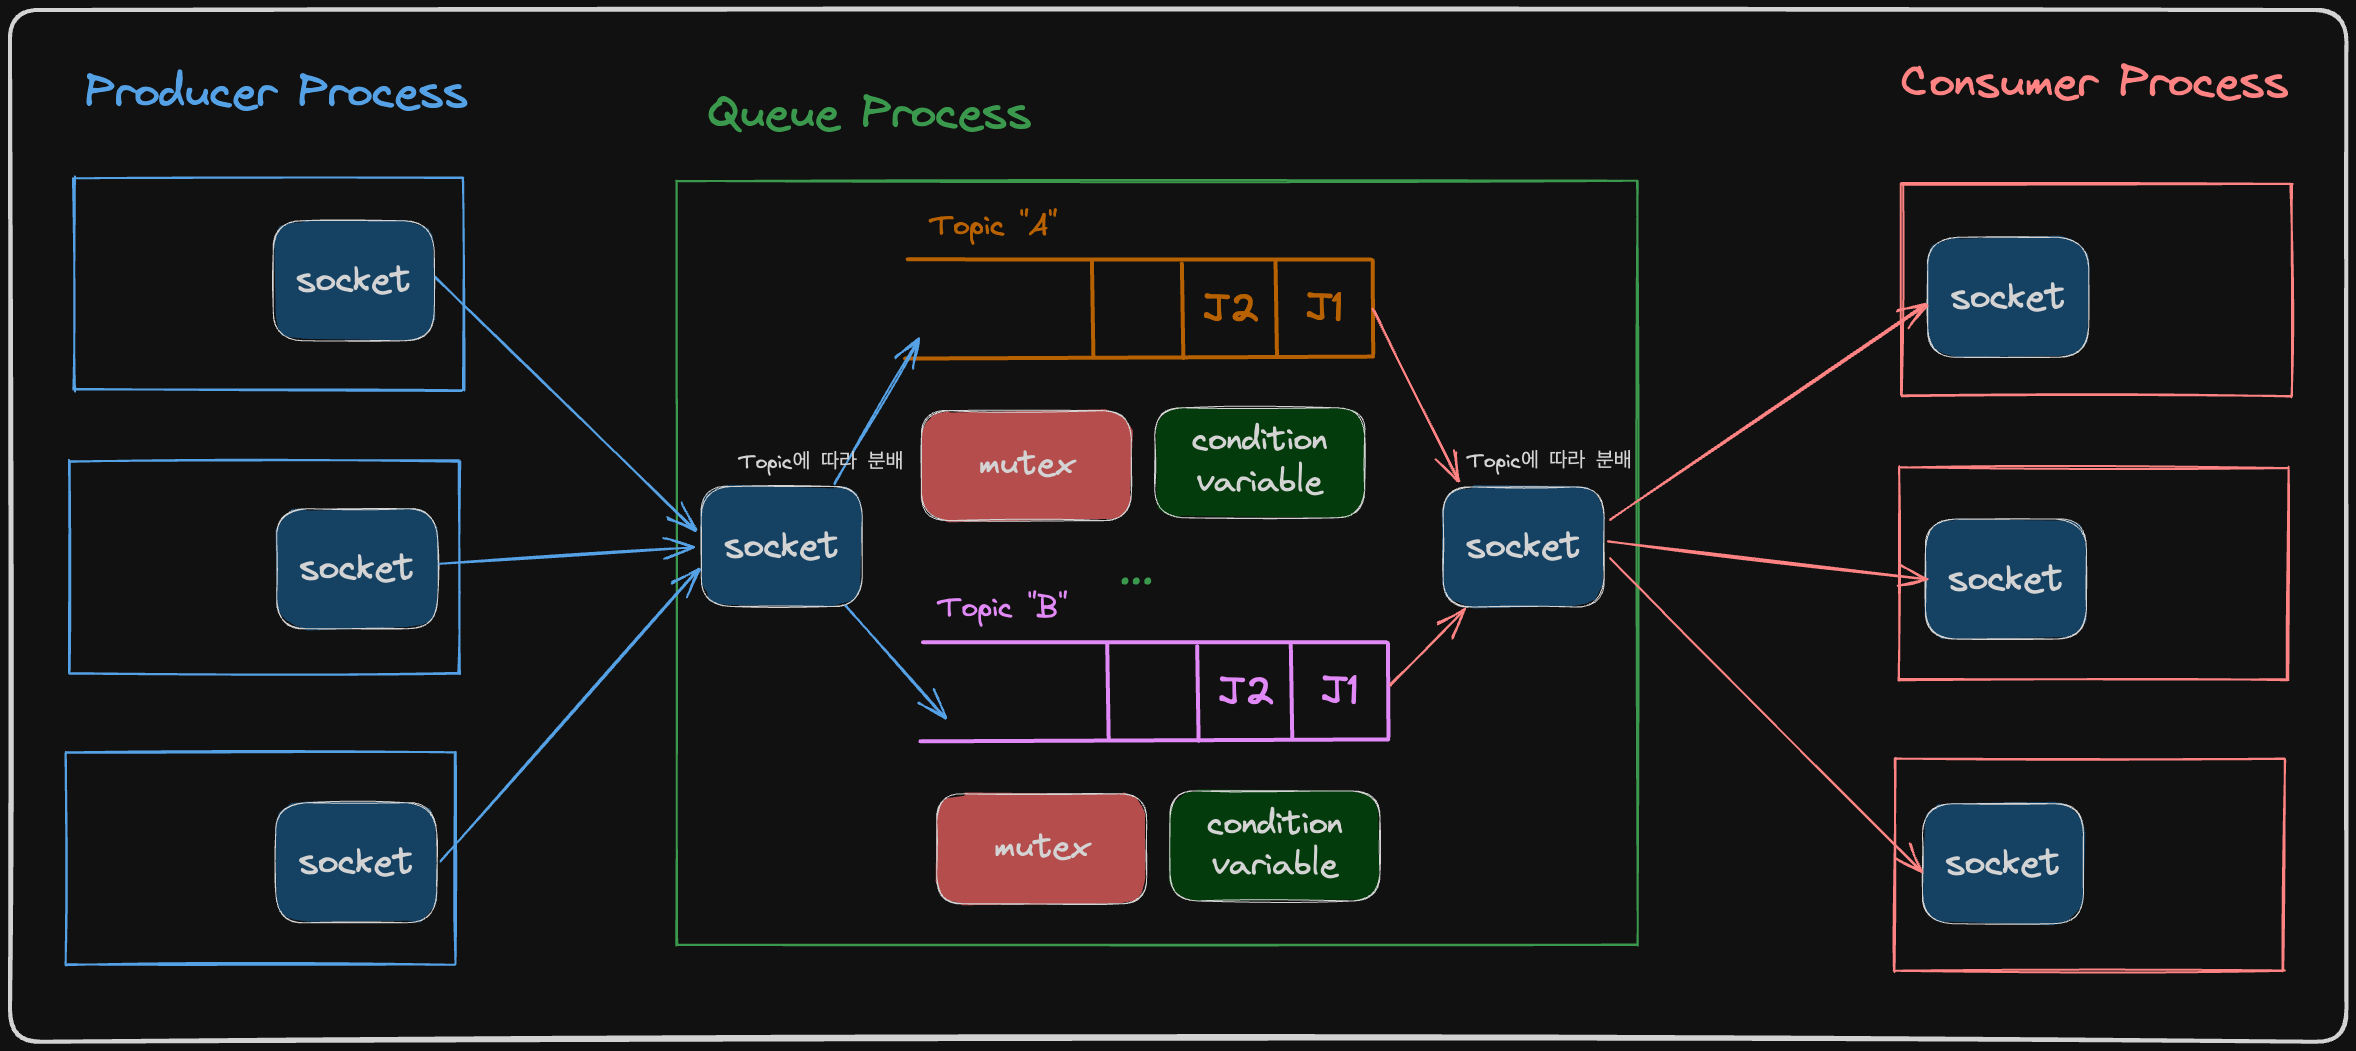 Producer Process
Queue Process
Consumer Process
socket
socket
socket
Topic에 따라 분배
socket
Topic "A"
J2
J1
mutex
condition
variable
...
Topic "B"
J2
J1
mutex
condition
variable
Topic에 따라 분배
socket
socket
socket
socket